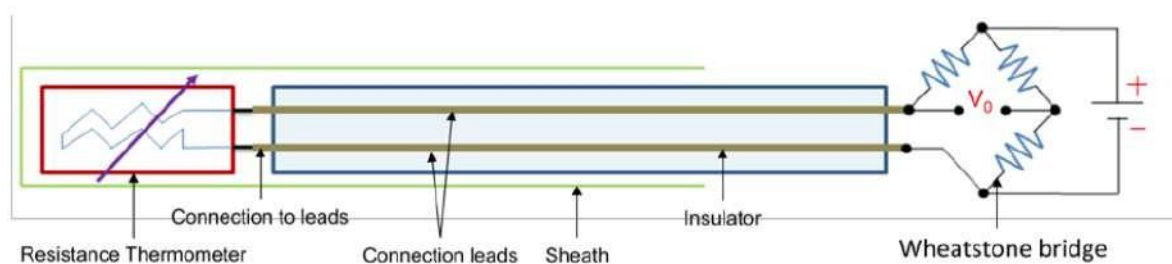 +
V0
−
Connection to leads
Insulator
Resistance Thermometer
Connection leads
Sheath
Wheatstone bridge